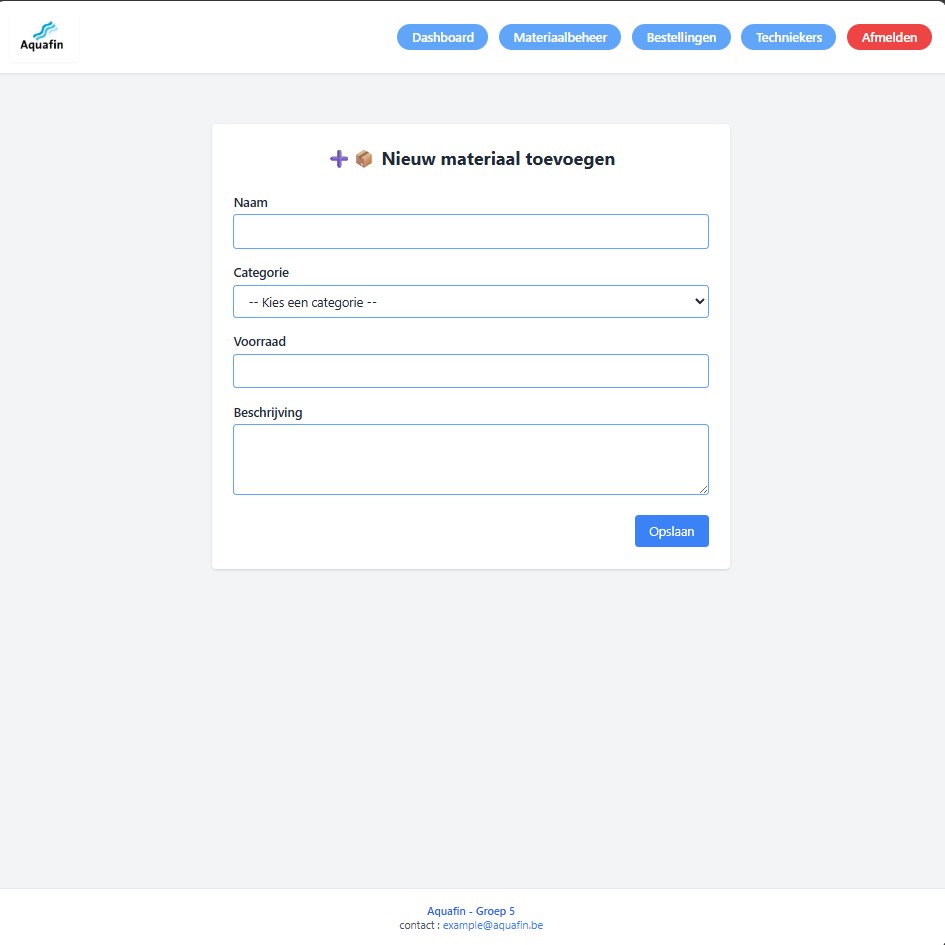 Aquafin
Dashboard Materiaalbeheer Bestellingen Techniekers Afmelden
➕ 📦 Nieuw materiaal toevoegen
Naam
Categorie
-- Kies een categorie --
Voorraad
Beschrijving
Opslaan
Aquafin - Groep 5
contact : example@aquafin.be